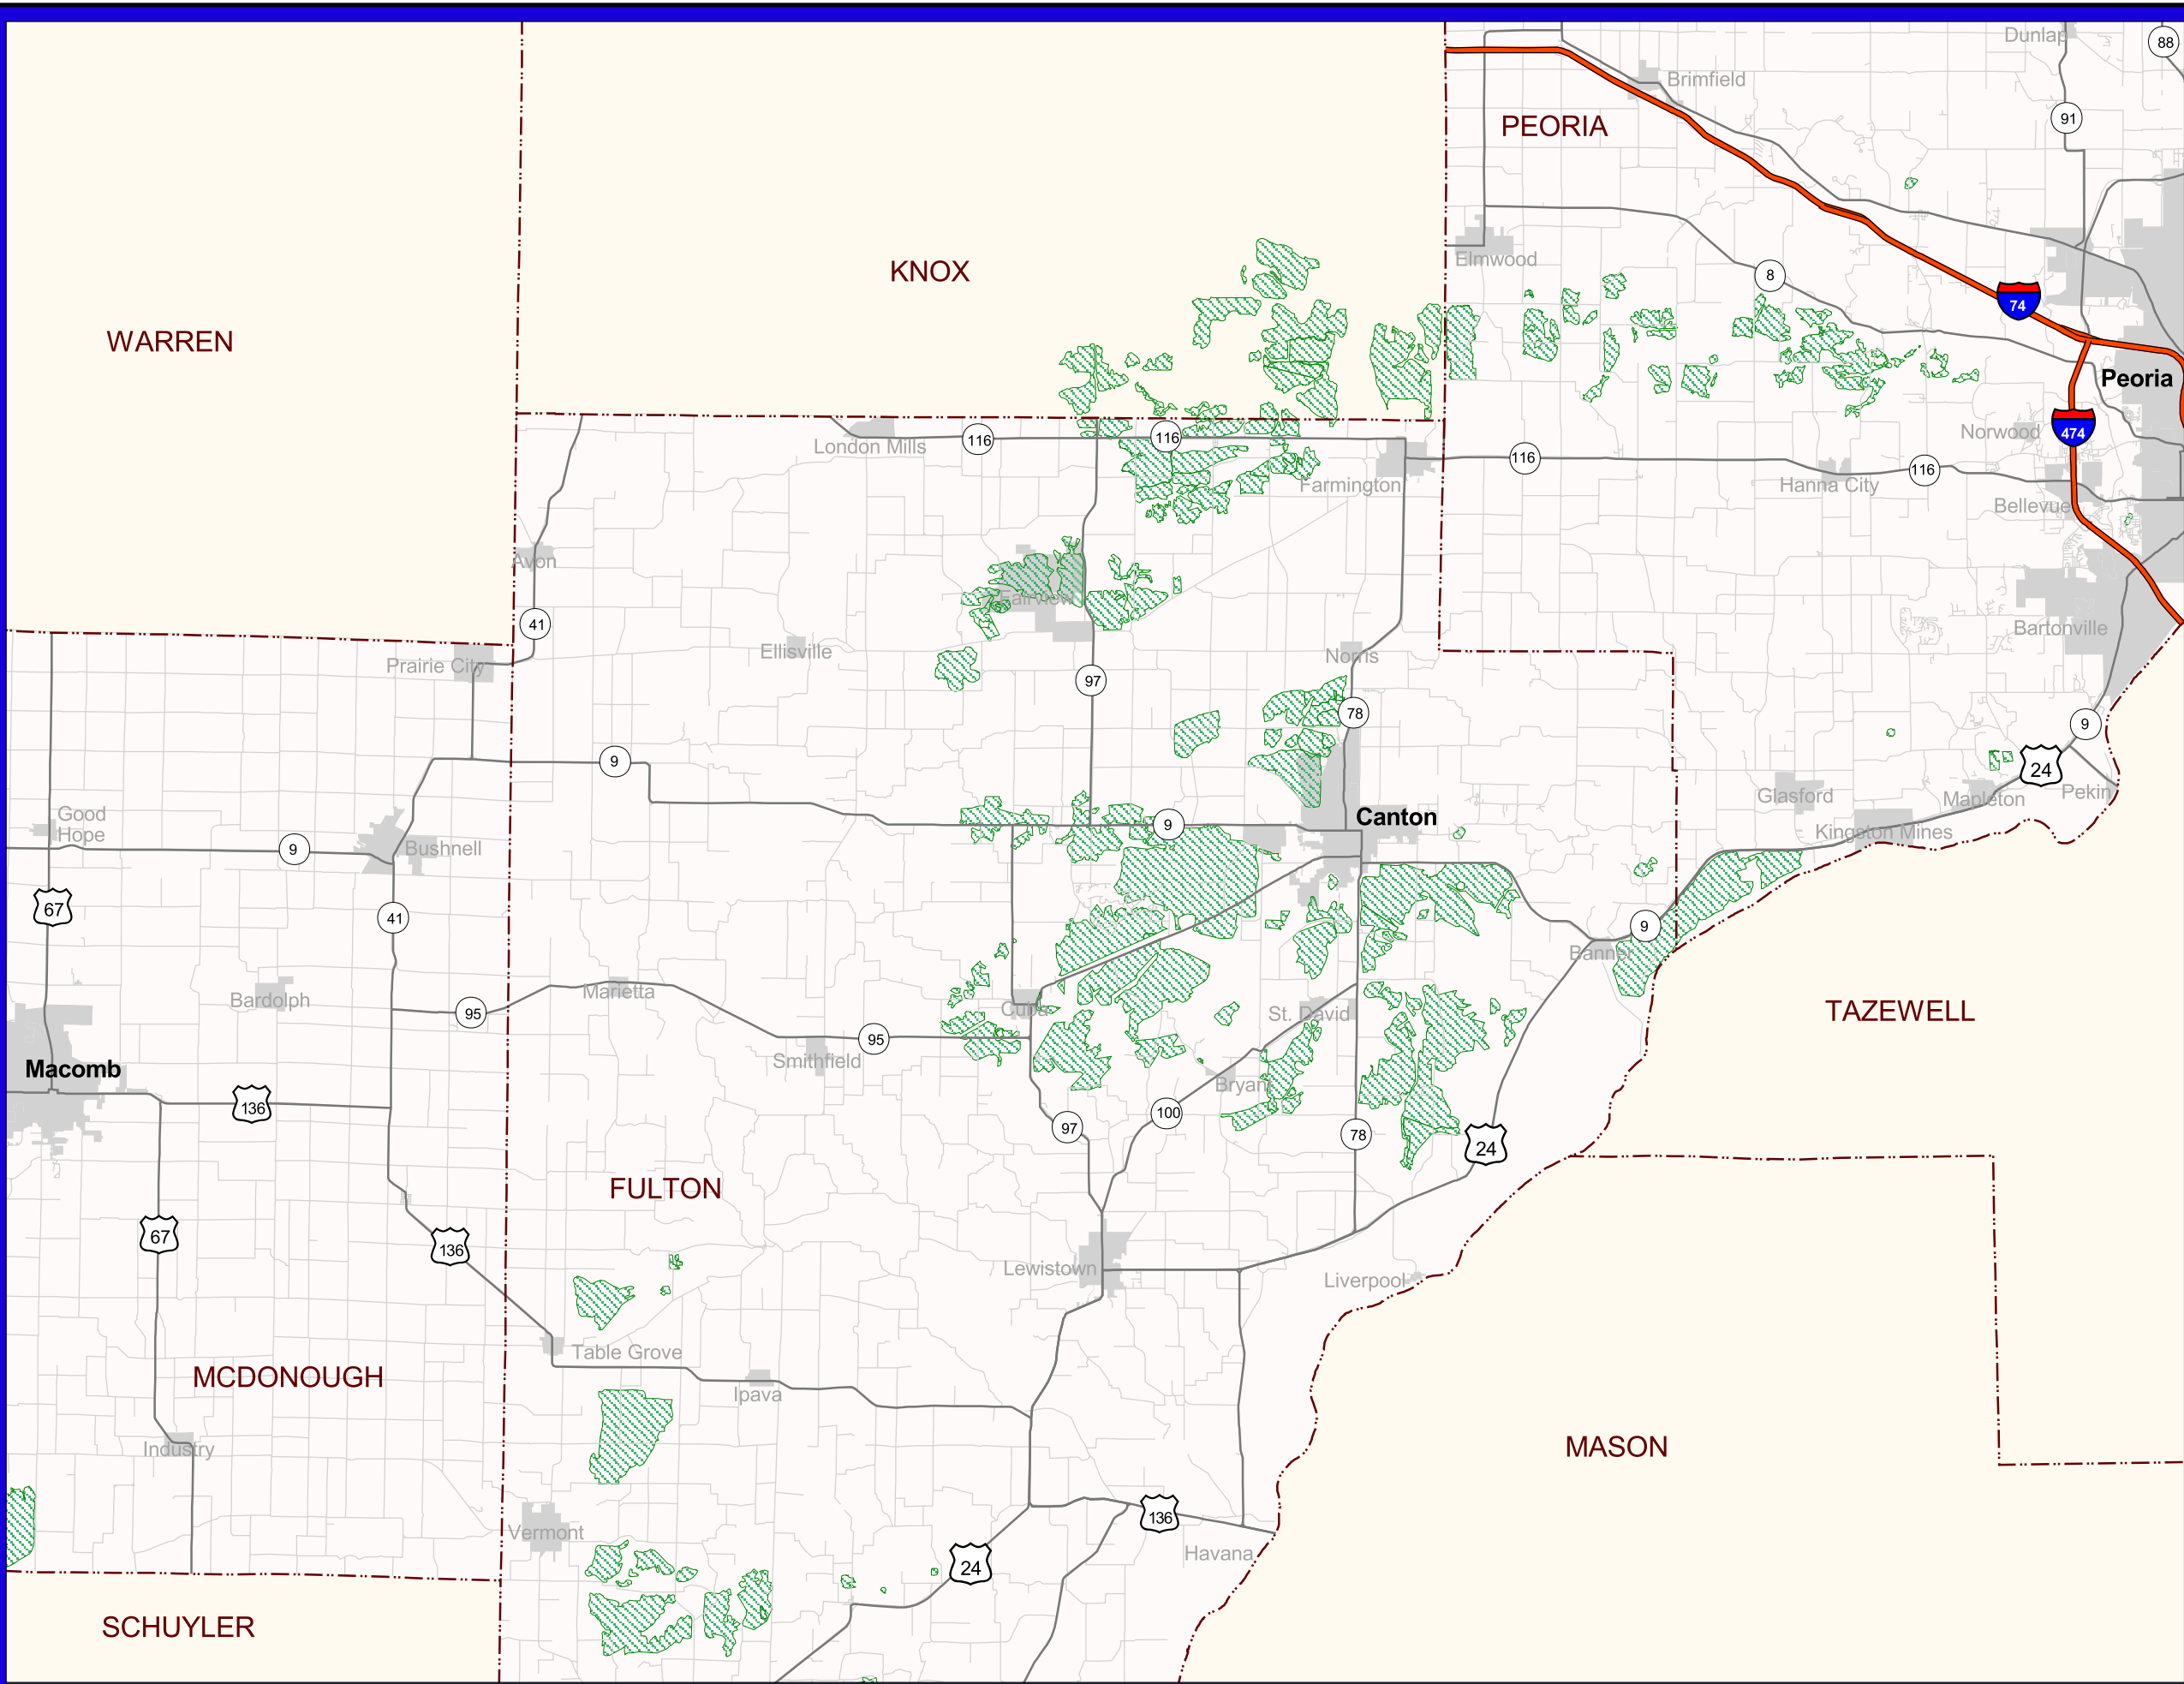 Dunlap
88
Brimfield
91
PEORIA
Elmwood
KNOX
8
74
WARREN
Peoria
Norwood
474
London Mills
116
116
116
116
Farmington
Hanna City
Bellevue
Avon
Fairview
41
Bartonville
Ellisville
Norris
Prairie City
97
78
9
9
24
Good
Hope
Glasford
Mapleton
Pekin
Canton
9
Kingston Mines
9
Bushnell
67
41
9
Banner
Marietta
Bardolph
95
Cuba
St. David
TAZEWELL
95
Smithfield
Macomb
Bryant
136
100
97
78
24
FULTON
67
136
Lewistown
Liverpool
Table Grove
MCDONOUGH
Ipava
Industry
MASON
136
Vermont
Havana
24
SCHUYLER